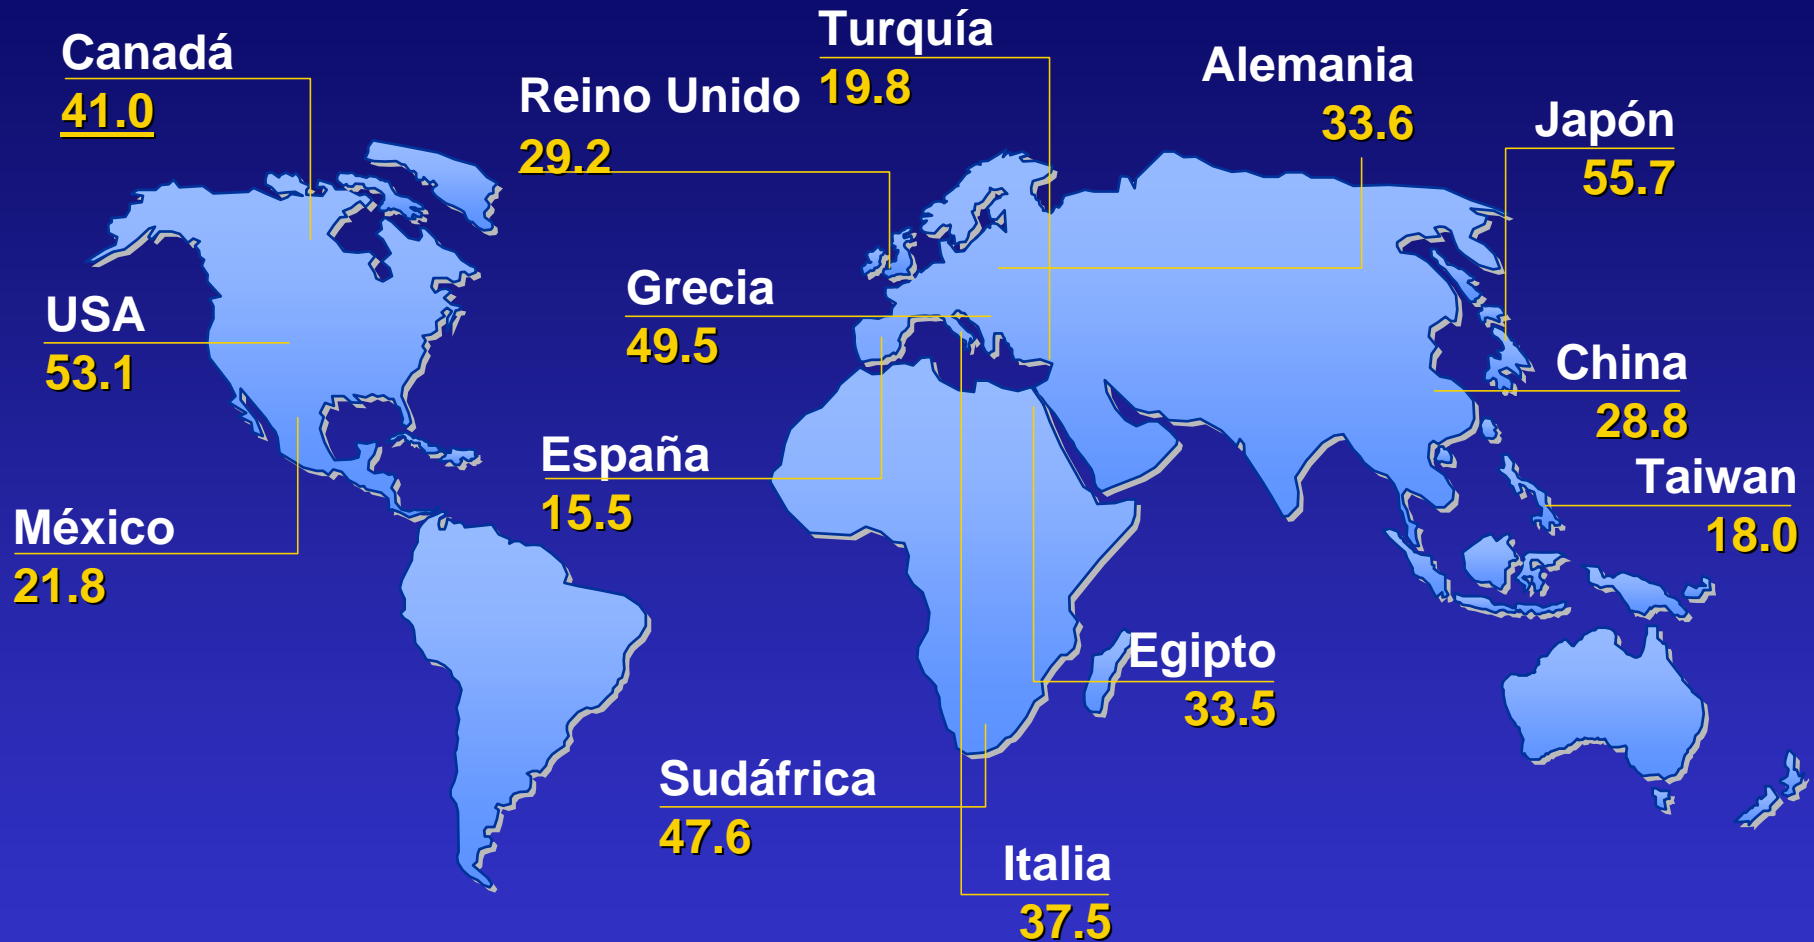 Canadá
41.0
Reino Unido
29.2
Turquía
19.8
Alemania
33.6
Japón
55.7
USA
53.1
Grecia
49.5
China
28.8
España
15.5
Taiwan
18.0
México
21.8
Egipto
33.5
Sudáfrica
47.6
Italia
37.5